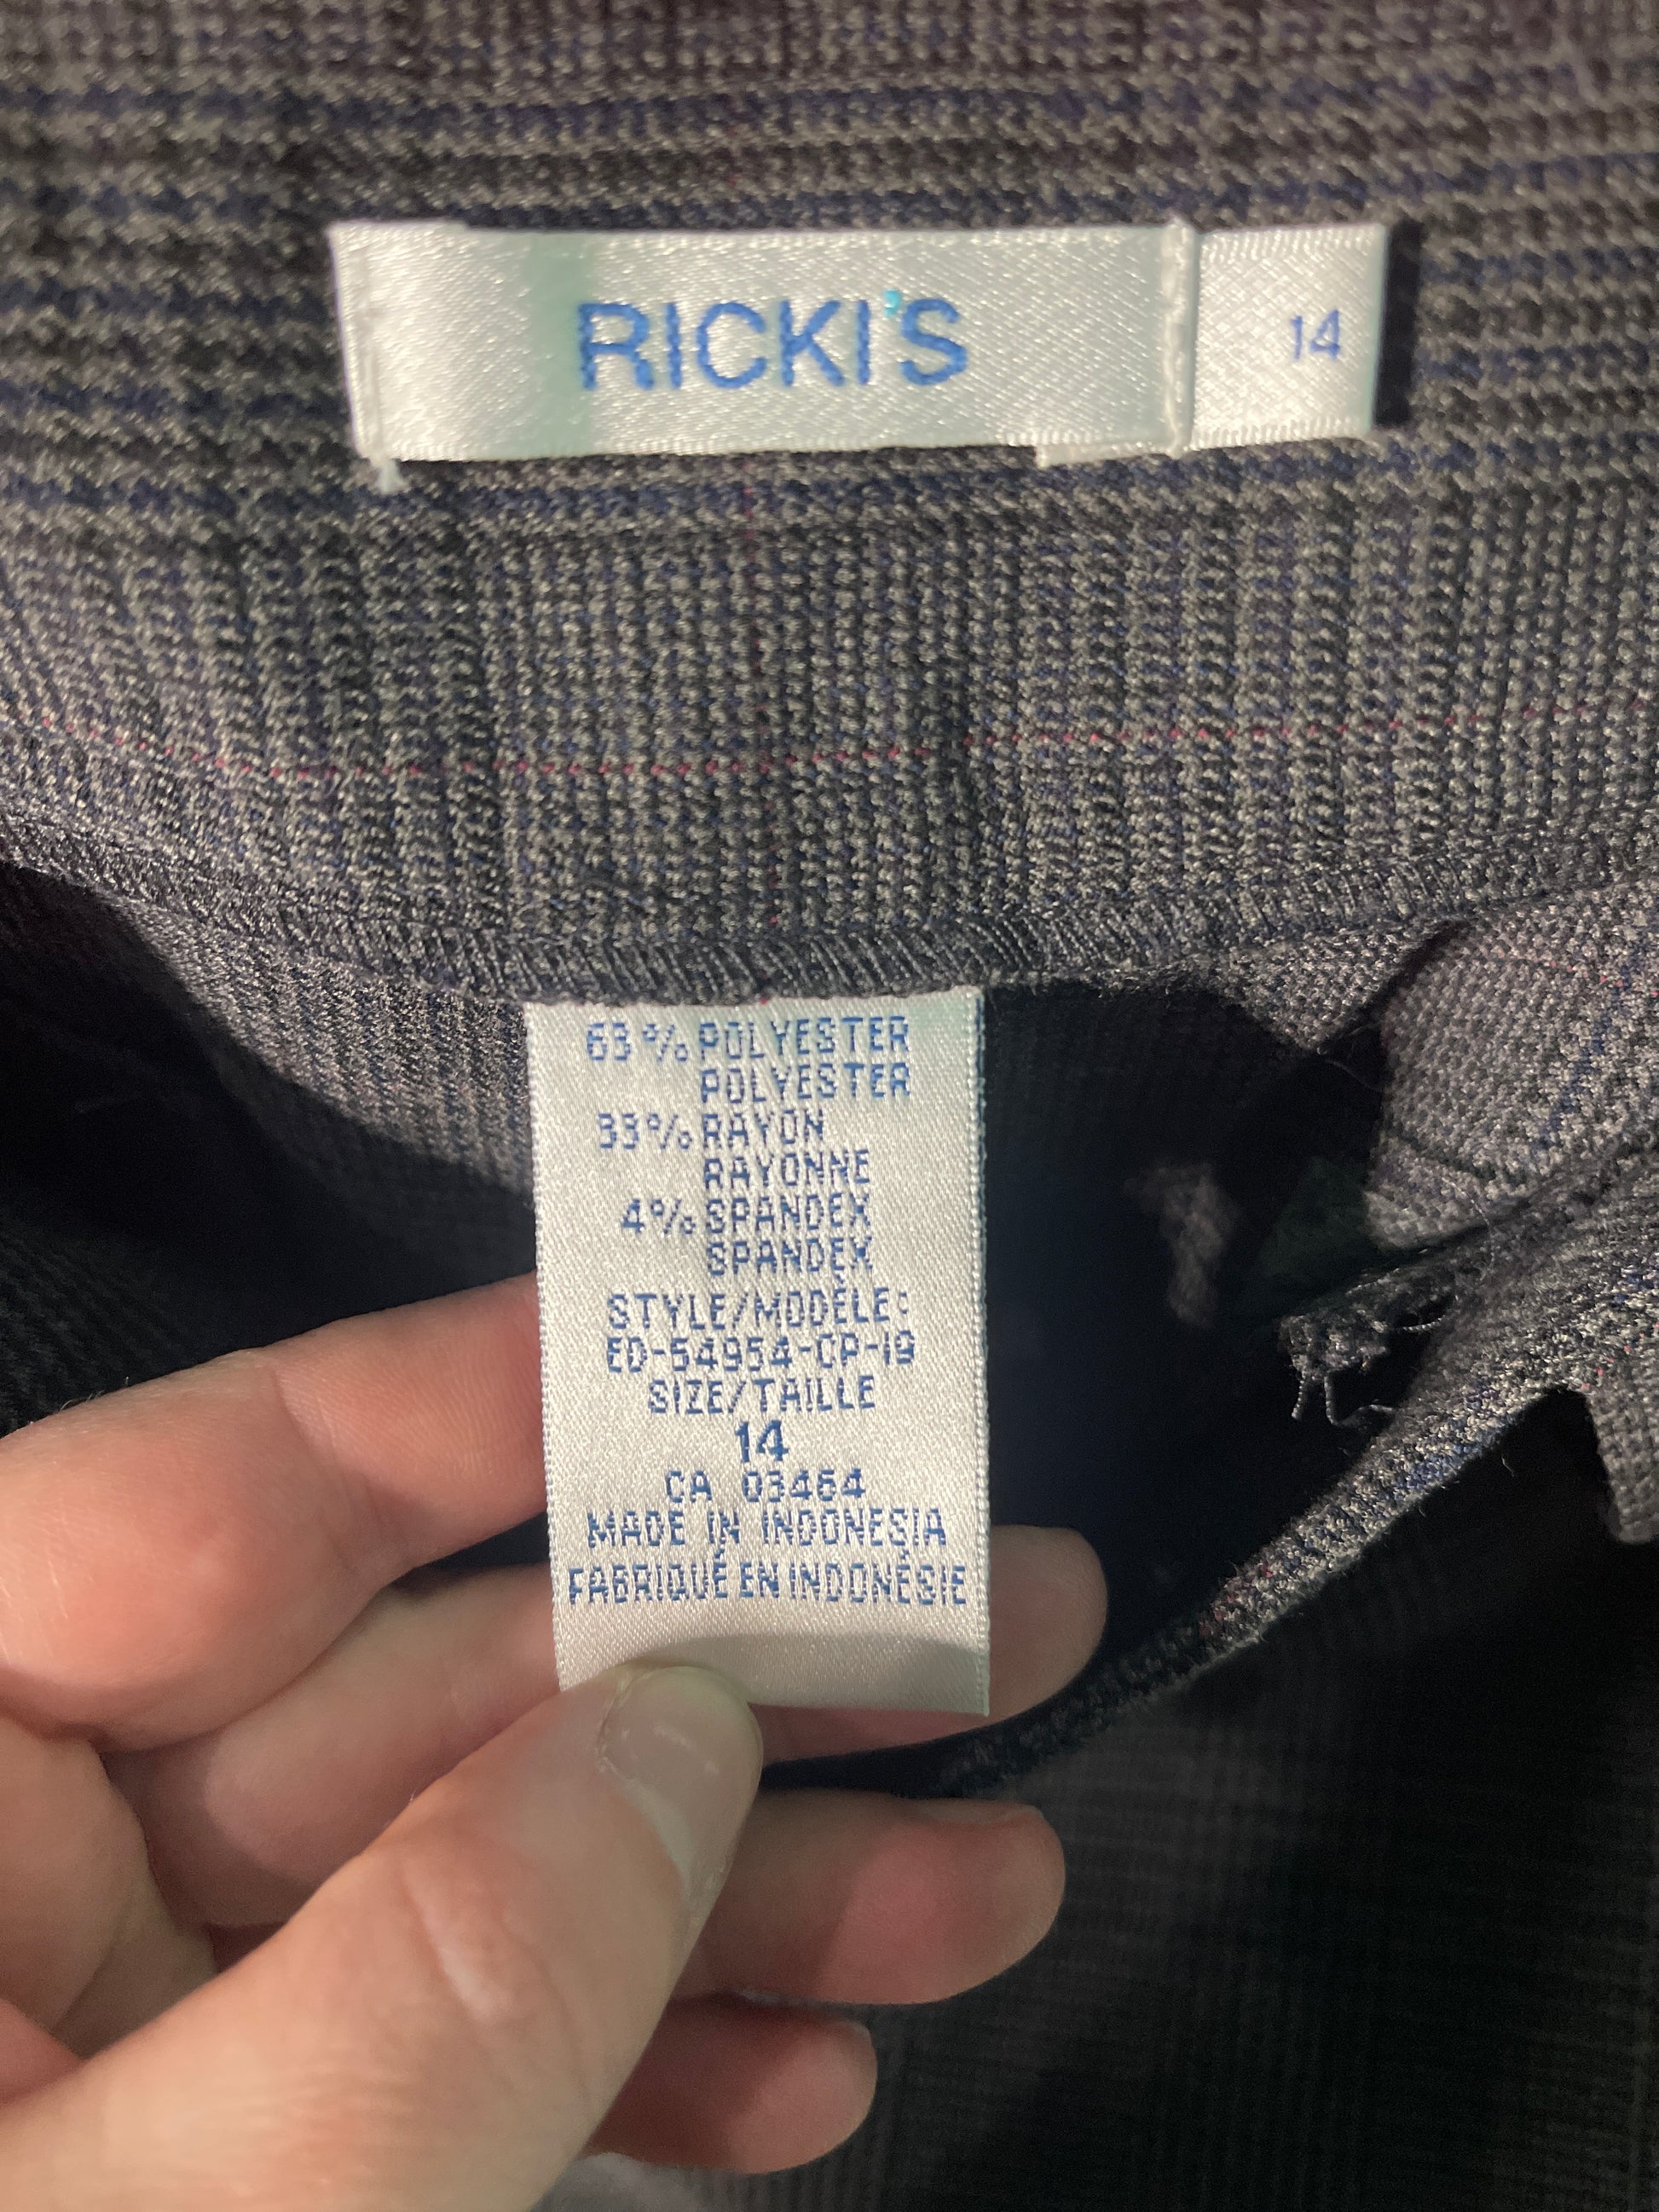 RICKI'S
14
63% POLYESTER
POLYESTER
33% RAYON
RAYONNE
4% SPANDEX
SPANDEX
STYLE/MODÈLE:
ED-54954-CP-19
SIZE/TAILLE
14
CA 03464
MADE IN INDONESIA
FABRIQUÉ EN INDONÉSIE